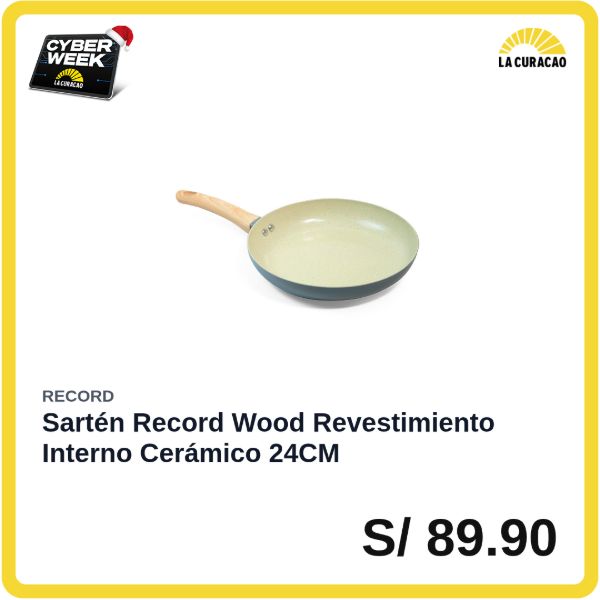 CYBER
WEEK
LA CURACAO
LA CURACAO
RECORD
Sartén Record Wood Revestimiento
Interno Cerámico 24CM
S/ 89.90